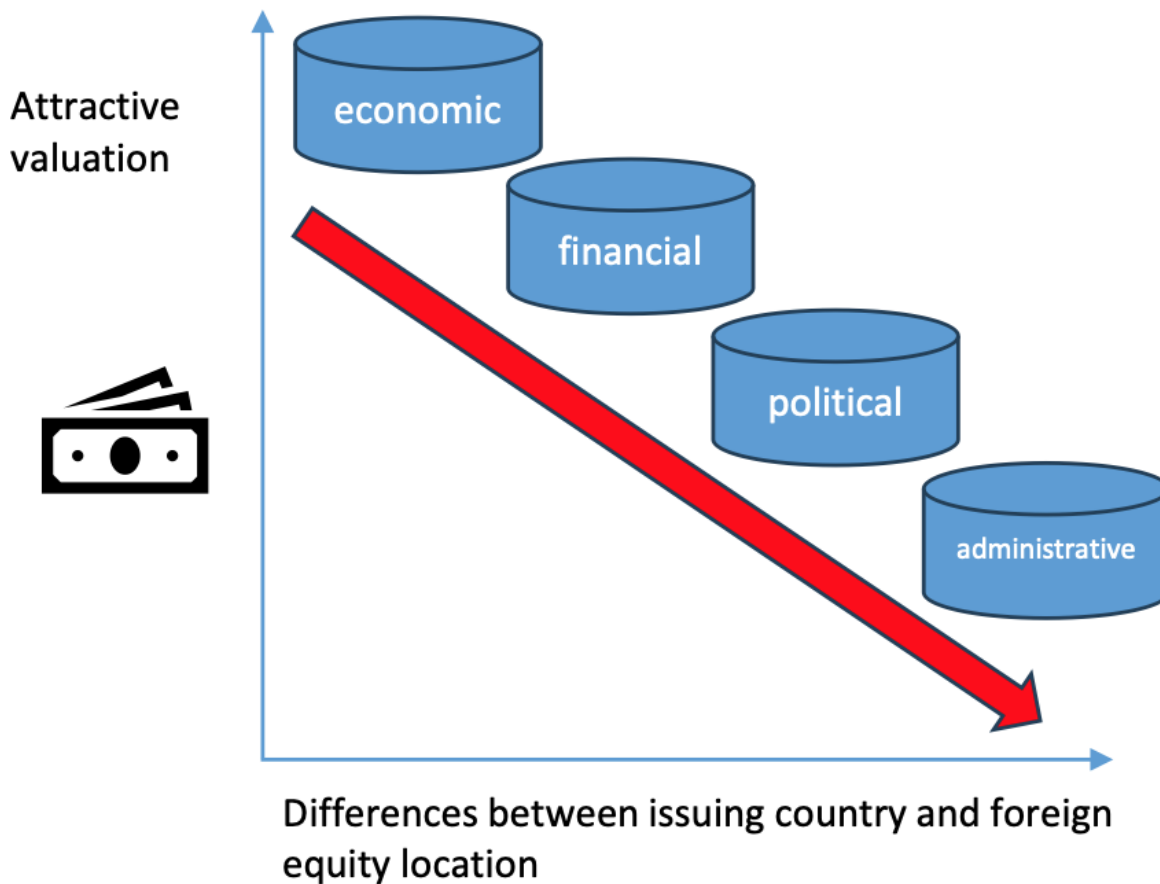 Attractive
valuation
economic
financial
political
administrative
Differences between issuing country and foreign
equity location